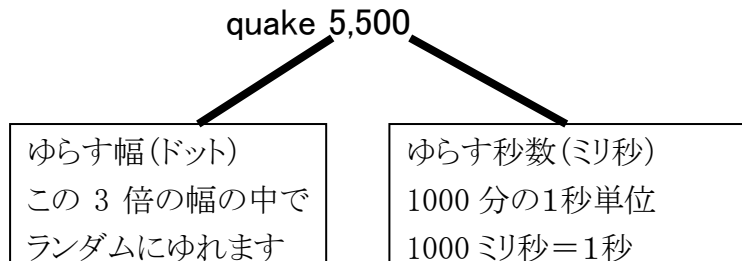 quake 5,500
ゆらす幅(ドット)
この 3 倍の幅の中で
ランダムにゆれます
ゆらす秒数(ミリ秒)
1000 分の1秒単位
1000 ミリ秒=1秒